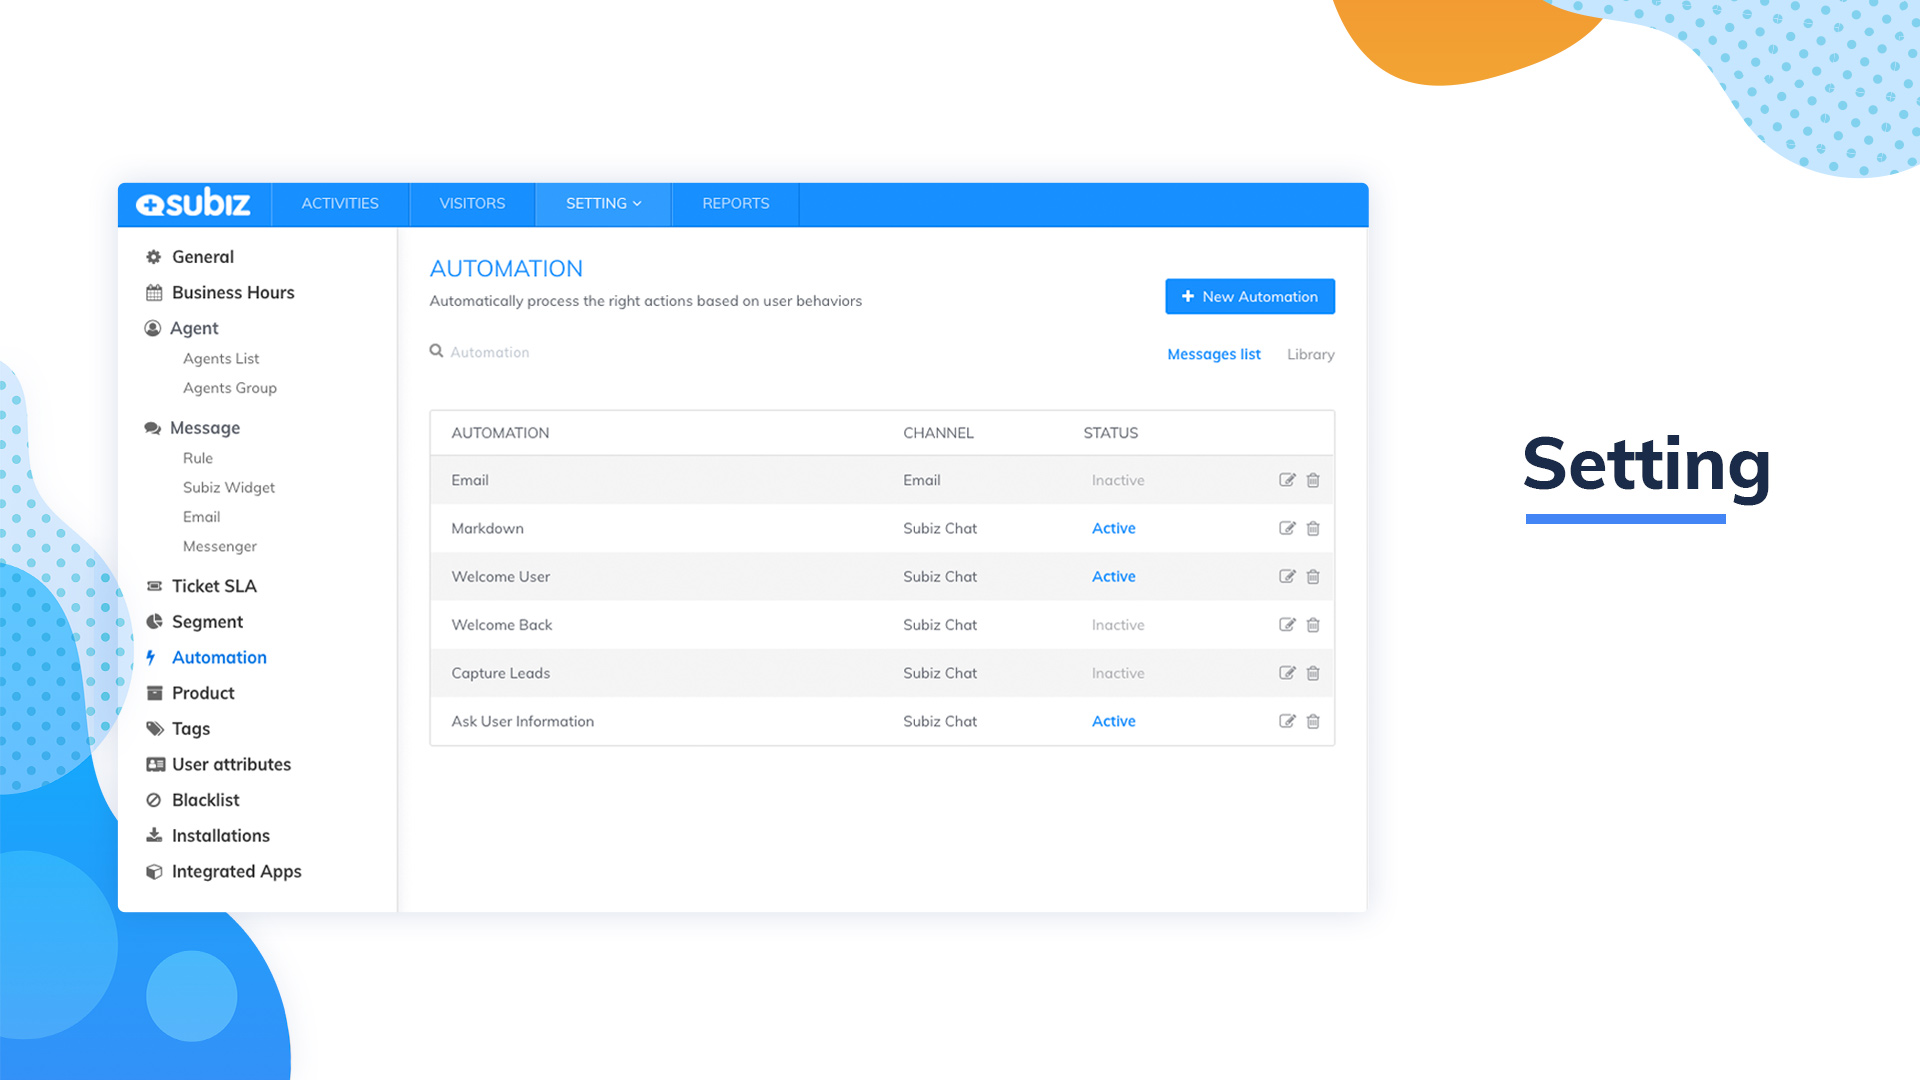 subiz
ACTIVITIES
VISITORS
SETTING
REPORTS
General
Business Hours
Agent
Agents List
Agents Group
Message
Rule
Subiz Widget
Email
Messenger
Ticket SLA
Segment
Automation
Product
Tags
User attributes
Blacklist
Installations
Integrated Apps
AUTOMATION
Automatically process the right actions based on user behaviors
New Automation
Automation
Messages list
Library
AUTOMATION CHANNEL STATUS
Email Email Inactive
Markdown Subiz Chat Active
Welcome User Subiz Chat Active
Welcome Back Subiz Chat Inactive
Capture Leads Subiz Chat Inactive
Ask User Information Subiz Chat Active
Setting